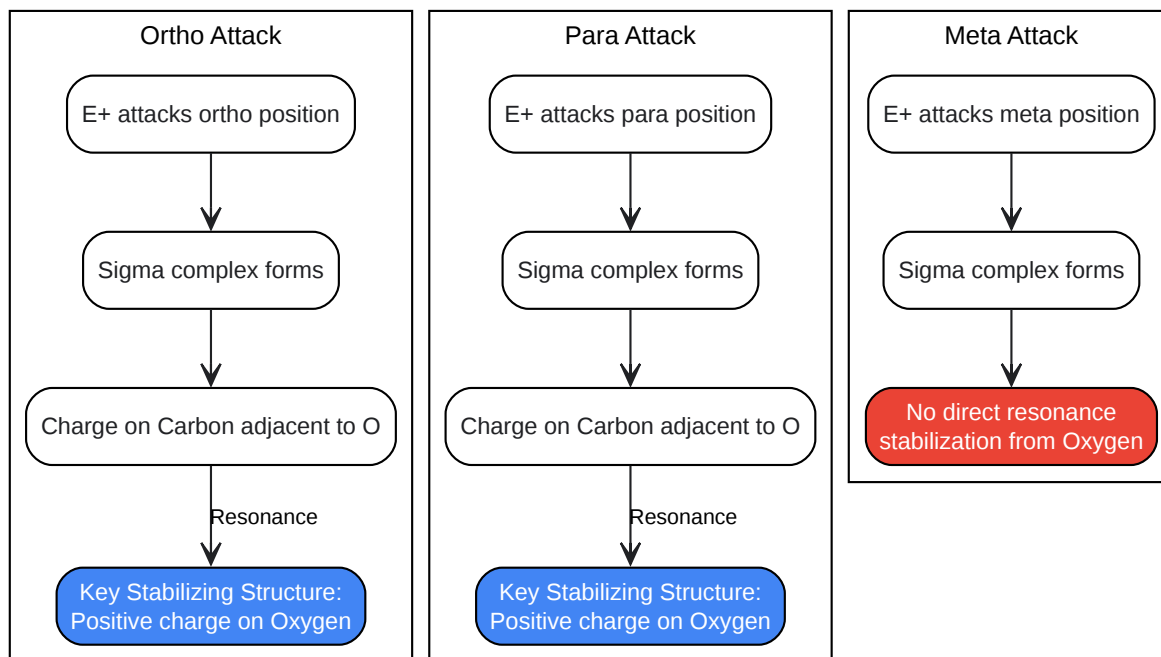 Ortho Attack
E+ attacks ortho position
Sigma complex forms
Charge on Carbon adjacent to O
Resonance
Key Stabilizing Structure:
Positive charge on Oxygen
Para Attack
E+ attacks para position
Sigma complex forms
Charge on Carbon adjacent to O
Resonance
Key Stabilizing Structure:
Positive charge on Oxygen
Meta Attack
E+ attacks meta position
Sigma complex forms
No direct resonance
stabilization from Oxygen